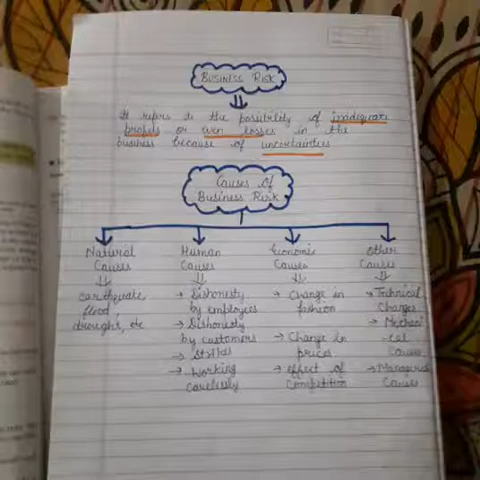 Business Risk
It refers to the possibility of inadequate
profits or even losses in the
business because of uncertainties
Causes of
Business Risk
Natural
Causes
earthquake,
flood,
drought, etc
Human
Causes
→ Dishonesty
by employees
→ Dishonesty
by customers
→ Strikes
→ Working
carelessly
Economic
Causes
→ Change in
fashion
→ Change in
prices
→ effect of
Competition
Other
Causes
→ Technical
Changes
→ Mechani
cal
Causes
→ Managerial
Causes